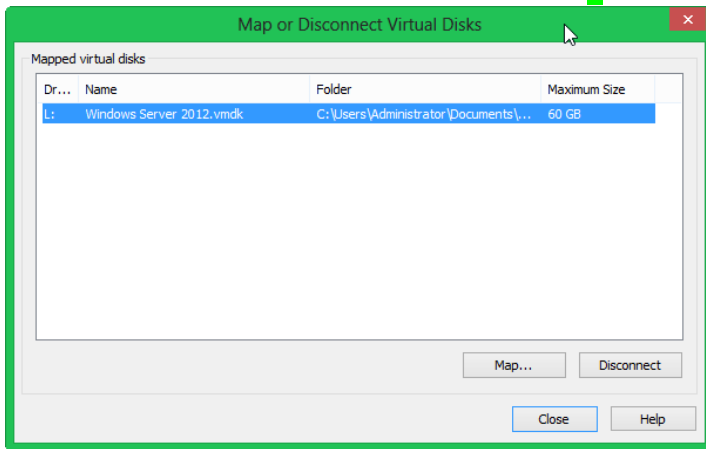 Map or Disconnect Virtual Disks
Mapped virtual disks
Dr... Name Folder Maximum Size
L: Windows Server 2012.vmdk C:\Users\Administrator\Documents\... 60 GB
Map... Disconnect
Close Help